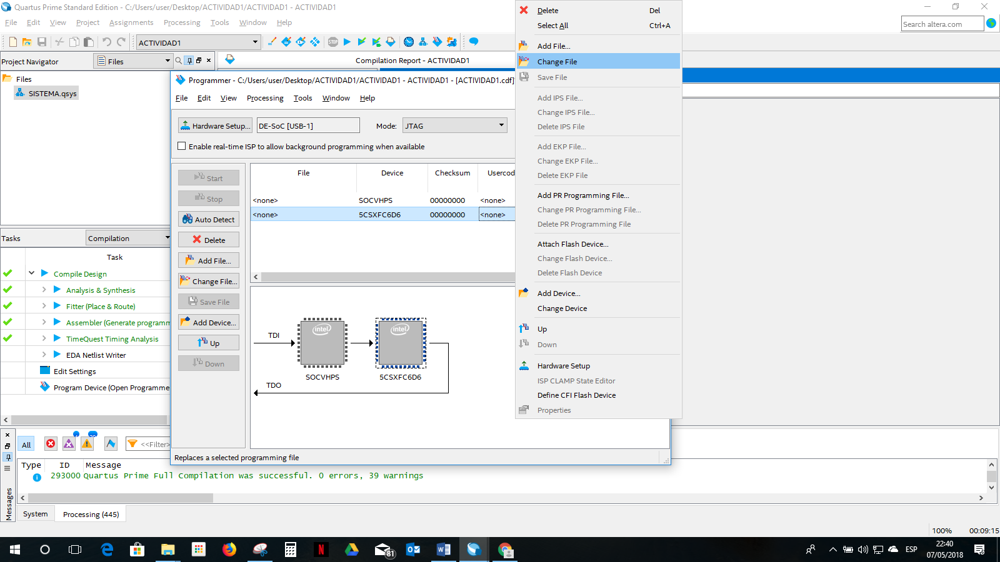 Quartus Prime Standard Edition - C:/Users/user/Desktop/ACTIVIDAD1/ACTIVIDAD1 - ACTIVIDAD1
File Edit View Project Assignments Processing Tools Window Help
Search altera.com
ACTIVIDAD1
STOP
Project Navigator
Files
Compilation Report - ACTIVIDAD1
Files
SISTEMA.qsys
Programmer - C:/Users/user/Desktop/ACTIVIDAD1/ACTIVIDAD1 - ACTIVIDAD1 - [ACTIVIDAD1.cdf]
File Edit View Processing Tools Window Help
Hardware Setup...
DE-SoC [USB-1]
Mode:
JTAG
Enable real-time ISP to allow background programming when available
Start
Stop
Auto Detect
Delete
Add File...
Change File...
Save File
Add Device...
Up
Down
File Device Checksum Usercod
<none> SOCVHPS 00000000 <none>
<none> 5CSXFC6D6 00000000 <none>
TDI
intel
intel
SOCVHPS
5CSXFC6D6
TDO
Replaces a selected programming file
Delete Del
Select All Ctrl+A
Add File...
Change File
Save File
Add IPS File...
Change IPS File...
Delete IPS File
Add EKP File...
Change EKP File...
Delete EKP File
Add PR Programming File...
Change PR Programming File...
Delete PR Programming File
Attach Flash Device...
Change Flash Device...
Delete Flash Device
Add Device...
Change Device
Up
Down
Hardware Setup
ISP CLAMP State Editor
Define CFI Flash Device
Properties
Tasks
Compilation
Task
Compile Design
Analysis & Synthesis
Fitter (Place & Route)
Assembler (Generate programm
TimeQuest Timing Analysis
EDA Netlist Writer
Edit Settings
Program Device (Open Programme
All
<<Filter>
Type ID Message
293000 Quartus Prime Full Compilation was successful. 0 errors, 39 warnings
Messages
System
Processing (445)
100% 00:09:15
81
ESP
22:40
07/05/2018